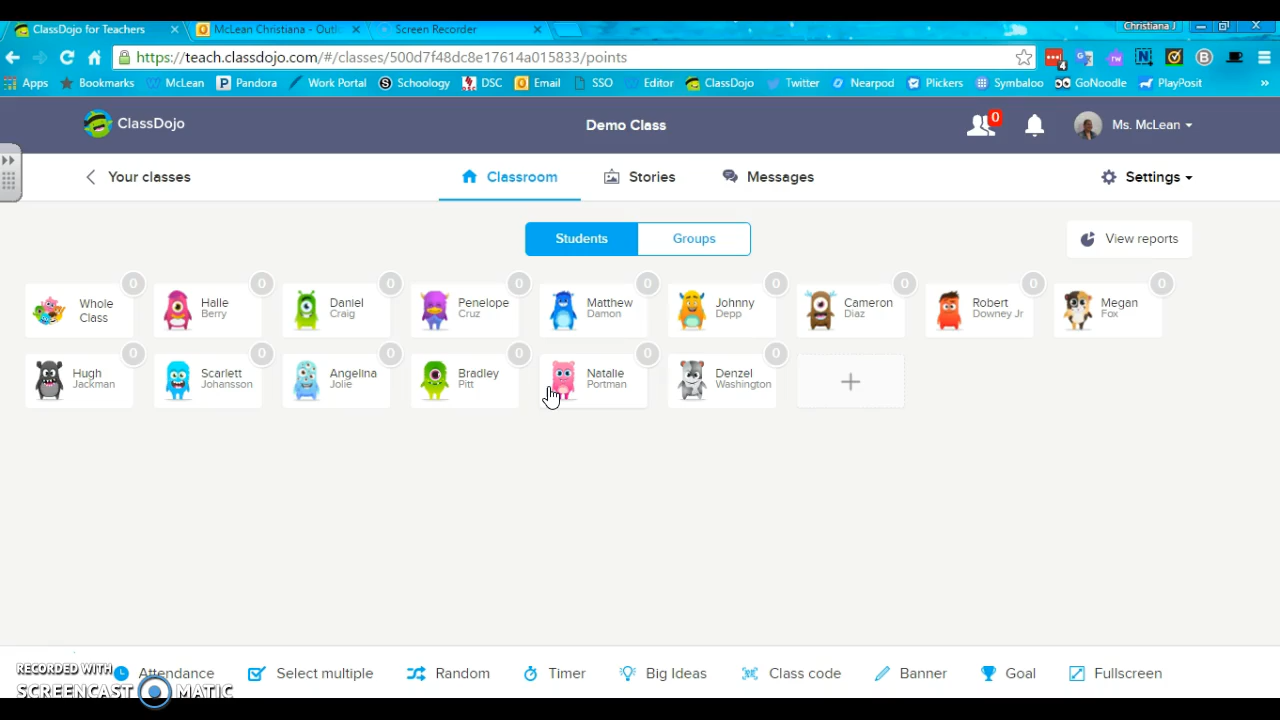 ClassDojo for Teachers × McLean Christiana - Outl × Screen Recorder × Christiana J
https://teach.classdojo.com/#/classes/500d7f48dc8e17614a015833/points
Apps Bookmarks McLean Pandora Work Portal Schoology DSC Email SSO Editor ClassDojo Twitter Nearpod Plickers Symbaloo GoNoodle PlayPosit »
ClassDojo Demo Class 0 Ms. McLean
Your classes Classroom Stories Messages Settings
Students Groups View reports
0 0 0 0 0 0 0 0 0
Whole Class
Halle Berry
Daniel Craig
Penelope Cruz
Matthew Damon
Johnny Depp
Cameron Diaz
Robert Downey Jr
Megan Fox
0 0 0 0 0 0
Hugh Jackman
Scarlett Johansson
Angelina Jolie
Bradley Pitt
Natalie Portman
Denzel Washington
+
Attendance Select multiple Random Timer Big Ideas Class code Banner Goal Fullscreen
RECORDED WITH
SCREENCAST MATIC